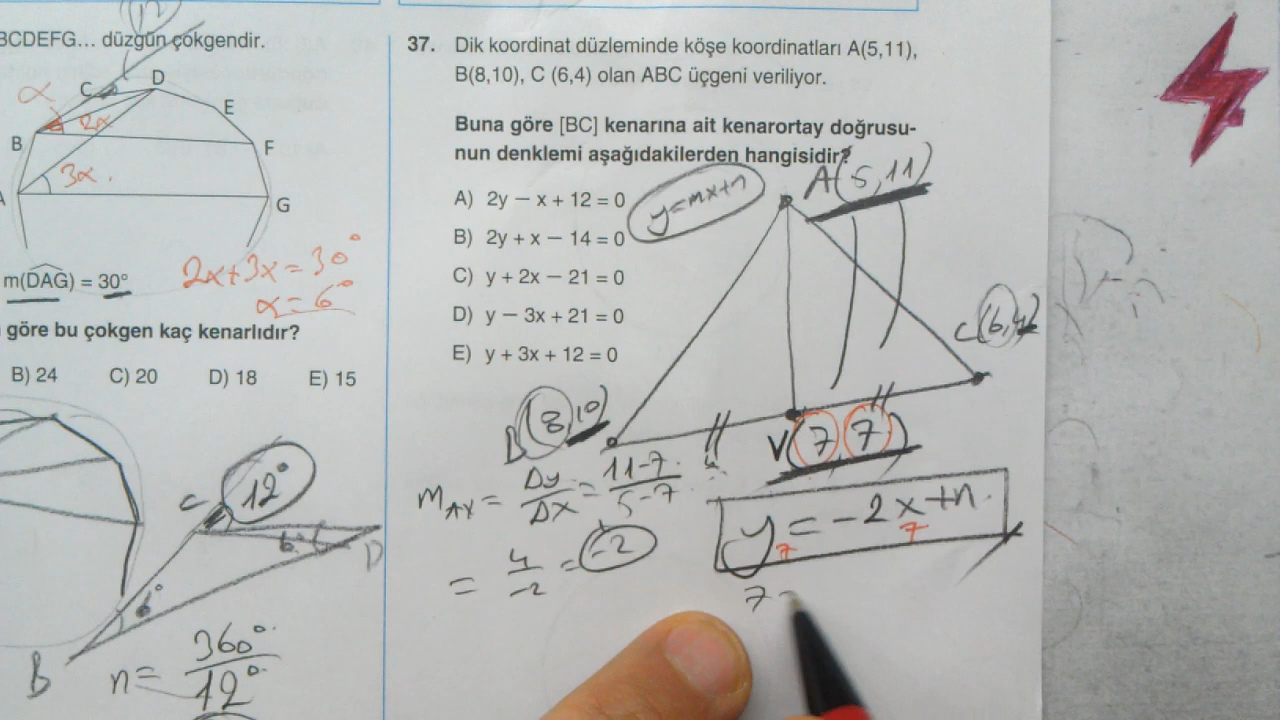 BCDEFG... düzgün çokgendir.
C
D
E
B
F
A
G
α
2α
3α.
m(DAG) = 30°
2x+3x=30°
α=6°
göre bu çokgen kaç kenarlıdır?
B) 24 C) 20 D) 18 E) 15
C
12°
6°
D
6°
B
n= 360° / 12°
37. Dik koordinat düzleminde köşe koordinatları A(5,11),
B(8,10), C (6,4) olan ABC üçgeni veriliyor.
Buna göre [BC] kenarına ait kenarortay doğrusu-
nun denklemi aşağıdakilerden hangisidir?
A) 2y − x + 12 = 0
B) 2y + x − 14 = 0
C) y + 2x − 21 = 0
D) y − 3x + 21 = 0
E) y + 3x + 12 = 0
y=mx+n
A(5,11)
C(6,4)
B(8,10)
V(7,7)
m AV = Δy/Δx = 11-7/5-7
= 4/-2 = -2
y = -2x+n
7 7
7 =